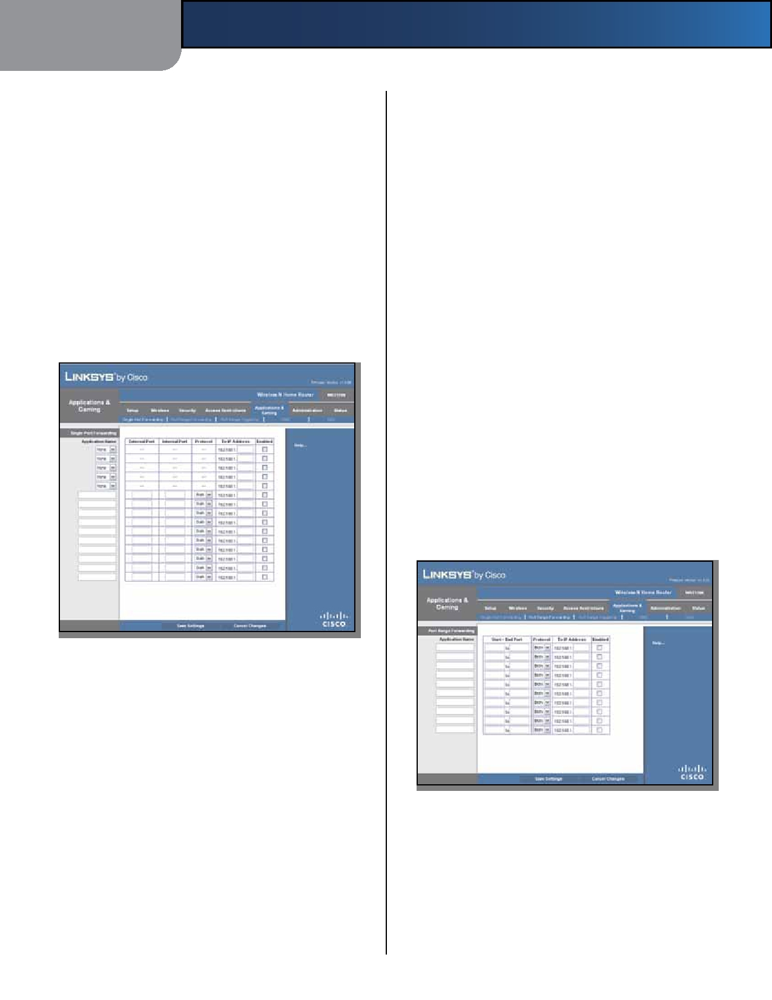 LINKSYS® by Cisco
Firmware Version
Wireless-N Home Router
Applications &
Gaming
Setup Wireless Security Access Restrictions Applications & Gaming Administration Status
Single Port Forwarding | Port Range Forwarding | Port Range Triggering | DMZ | QoS
Single Port Forwarding
Application Name External Port Internal Port Protocol To IP Address Enabled
None --- --- --- 192.168.1.
None --- --- --- 192.168.1.
None --- --- --- 192.168.1.
None --- --- --- 192.168.1.
None --- --- --- 192.168.1.
Both 192.168.1.
Both 192.168.1.
Both 192.168.1.
Both 192.168.1.
Both 192.168.1.
Both 192.168.1.
Both 192.168.1.
Both 192.168.1.
Both 192.168.1.
Both 192.168.1.
Help...
Save Settings Cancel Changes
CISCO
LINKSYS® by Cisco
Firmware Version
Wireless-N Home Router
Applications &
Gaming
Setup Wireless Security Access Restrictions Applications & Gaming Administration Status
Single Port Forwarding | Port Range Forwarding | Port Range Triggering | DMZ | QoS
Port Range Forwarding
Application Name Start - End Port Protocol To IP Address Enabled
to Both 192.168.1.
to Both 192.168.1.
to Both 192.168.1.
to Both 192.168.1.
to Both 192.168.1.
to Both 192.168.1.
to Both 192.168.1.
to Both 192.168.1.
to Both 192.168.1.
to Both 192.168.1.
Help...
Save Settings Cancel Changes
CISCO